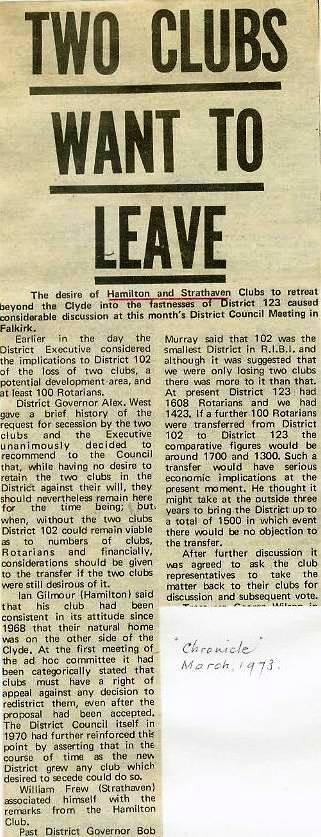 TWO CLUBS
WANT TO
LEAVE
The desire of Hamilton and Strathaven Clubs to retreat
beyond the Clyde into the fastnesses of District 123 caused
considerable discussion at this month's District Council Meeting in
Falkirk.
Earlier in the day the
District Executive considered
the implications to District 102
of the loss of two clubs, a
potential development area, and
at least 100 Rotarians.
District Governor Alex. West
gave a brief history of the
request for secession by the two
clubs and the Executive
unanimously decided to
recommend to the Council
that, while having no desire to
retain the two clubs in the
District against their will, they
should nevertheless remain here
for the time being; but
when, without the two clubs
District 102 could remain viable
as to numbers of clubs,
Rotarians and financially,
considerations should be given
to the transfer if the two clubs
were still desirous of it.
Ian Gilmour (Hamilton) said
that his club had been
consistent in its attitude since
1968 that their natural home
was on the other side of the
Clyde. At the first meeting of
the ad hoc committee it had
been categorically stated that
clubs must have a right of
appeal against any decision to
redistrict them, even after the
proposal had been accepted.
The District Council itself in
1970 had further reinforced this
point by asserting that in the
course of time as the new
District grew any club which
desired to secede could do so.
William Frew (Strathaven)
associated himself with the
remarks from the Hamilton
Club.
Past District Governor Bob
Murray said that 102 was the
smallest District in R.I.B.I. and
although it was suggested that
we were only losing two clubs
there was more to it than that.
At present District 123 had
1608 Rotarians and we had
1423. If a further 100 Rotarians
were transferred from District
102 to District 123 the
comparative figures would be
around 1700 and 1300. Such a
transfer would have serious
economic implications at the
present moment. He thought it
might take at the outside three
years to bring the District up to
a total of 1500 in which event
there would be no objection to
the transfer.
After further discussion it
was agreed to ask the club
representatives to take the
matter back to their clubs for
discussion and subsequent vote.
"Chronicle"
March, 1973.